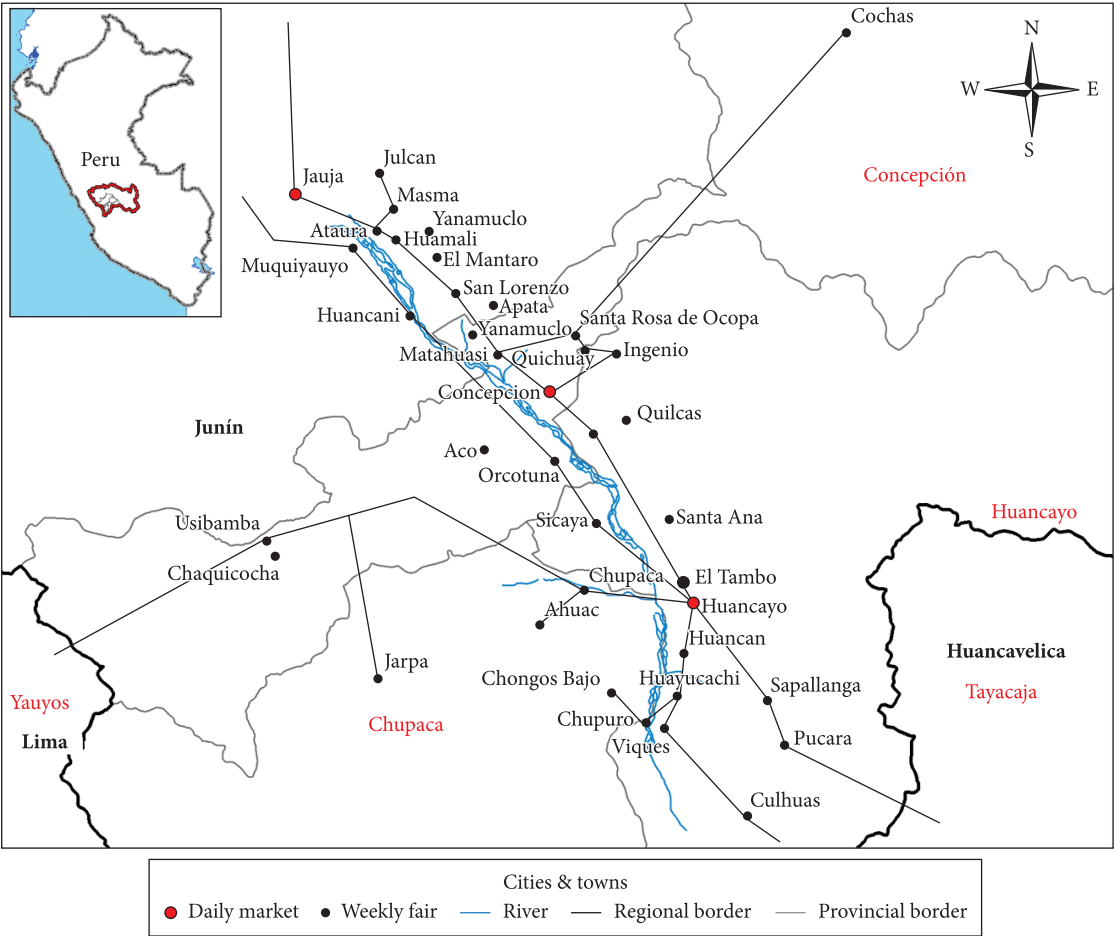 Cochas
N
W
E
S
Peru
Concepción
Julcan
Jauja
Masma
Yanamuclo
Ataura
Huamali
El Mantaro
Muquiyauyo
San Lorenzo
Apata
Huancani
Santa Rosa de Ocopa
Yanamuclo
Matahuasi
Quichuay
Ingenio
Concepcion
Quilcas
Junín
Aco
Orcotuna
Usibamba
Sicaya
Santa Ana
Huancayo
Chaquicocha
Chupaca
El Tambo
Ahuac
Huancayo
Huancan
Huancavelica
Jarpa
Chongos Bajo
Huayucachi
Sapallanga
Tayacaja
Yauyos
Chupaca
Chupuro
Lima
Viques
Pucara
Culhuas
Cities & towns
Daily market
Weekly fair
River
Regional border
Provincial border